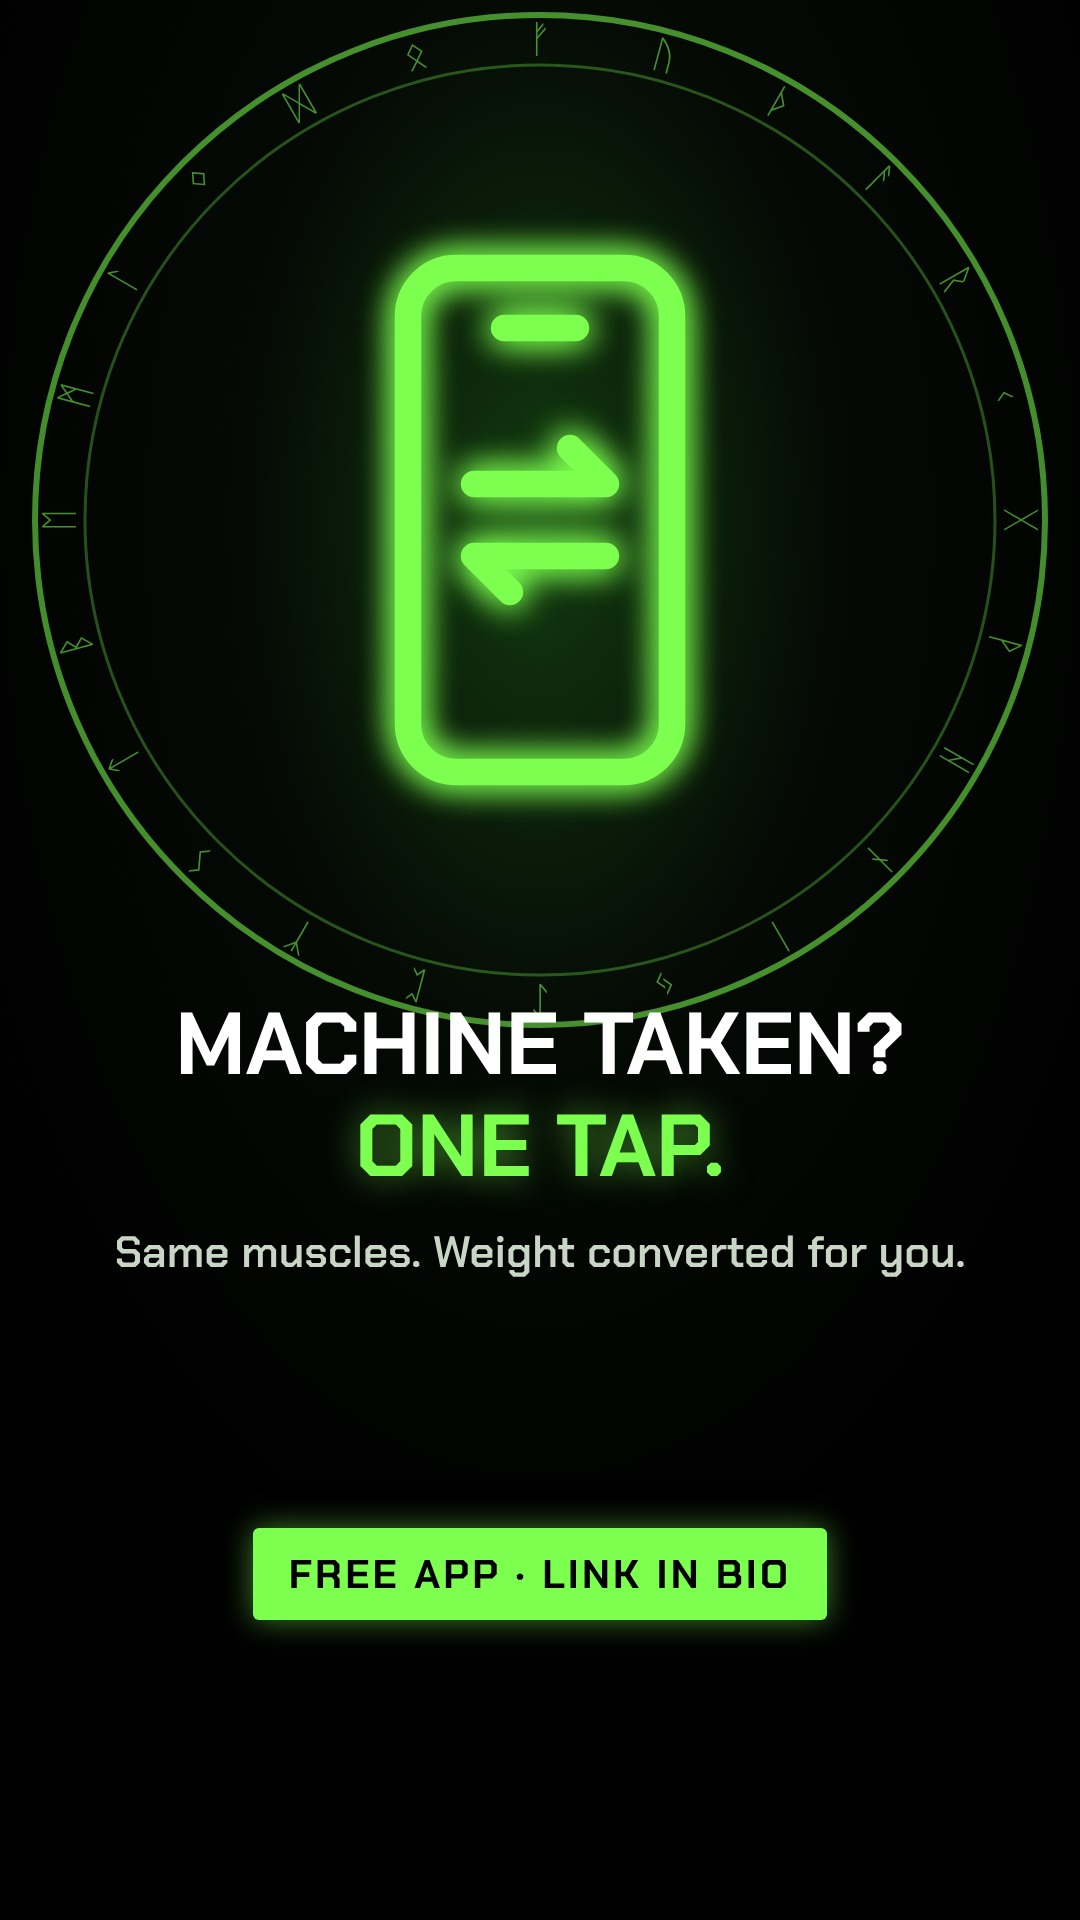 ᚠ ᚢ ᚦ ᚨ ᚱ ᚲ ᚷ ᚹ ᚺ ᚾ ᛁ ᛃ ᛇ ᛈ ᛉ ᛊ ᛏ ᛒ ᛖ ᛗ ᛚ ᛜ ᛞ ᛟ
MACHINE TAKEN?
ONE TAP.
Same muscles. Weight converted for you.
FREE APP · LINK IN BIO